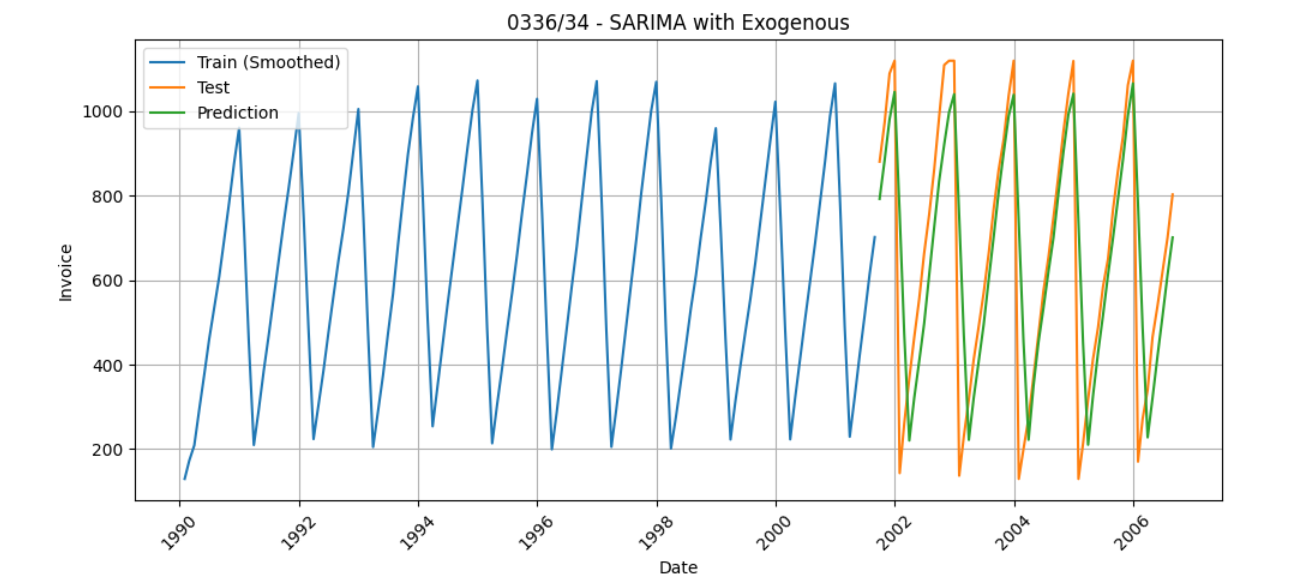 0336/34 - SARIMA with Exogenous
Train (Smoothed)
Test
Prediction
Invoice
1000
800
600
400
200
1990
1992
1994
1996
1998
2000
2002
2004
2006
Date